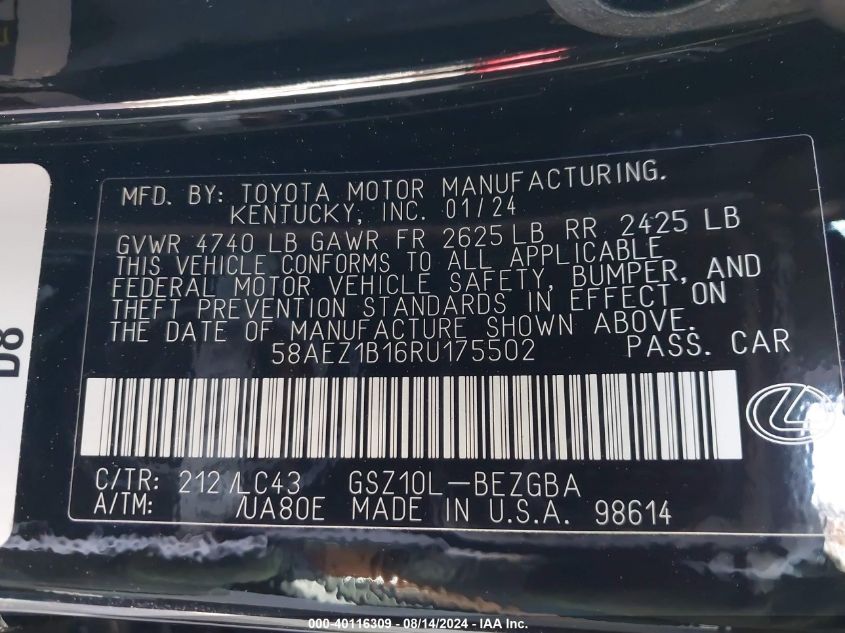 MFD. BY: TOYOTA MOTOR MANUFACTURING.
KENTUCKY, INC. 01/24
GVWR 4740 LB GAWR FR 2625 LB RR 2425 LB
THIS VEHICLE CONFORMS TO ALL APPLICABLE
FEDERAL MOTOR VEHICLE SAFETY, BUMPER, AND
THEFT PREVENTION STANDARDS IN EFFECT ON
THE DATE OF MANUFACTURE SHOWN ABOVE.
58AEZ1B16RU175502 PASS. CAR
C/TR: 212/LC43 GSZ10L-BEZGBA
A/TM: /UA80E MADE IN U.S.A. 98614
D8
000-40116309 - 08/14/2024 - IAA Inc.